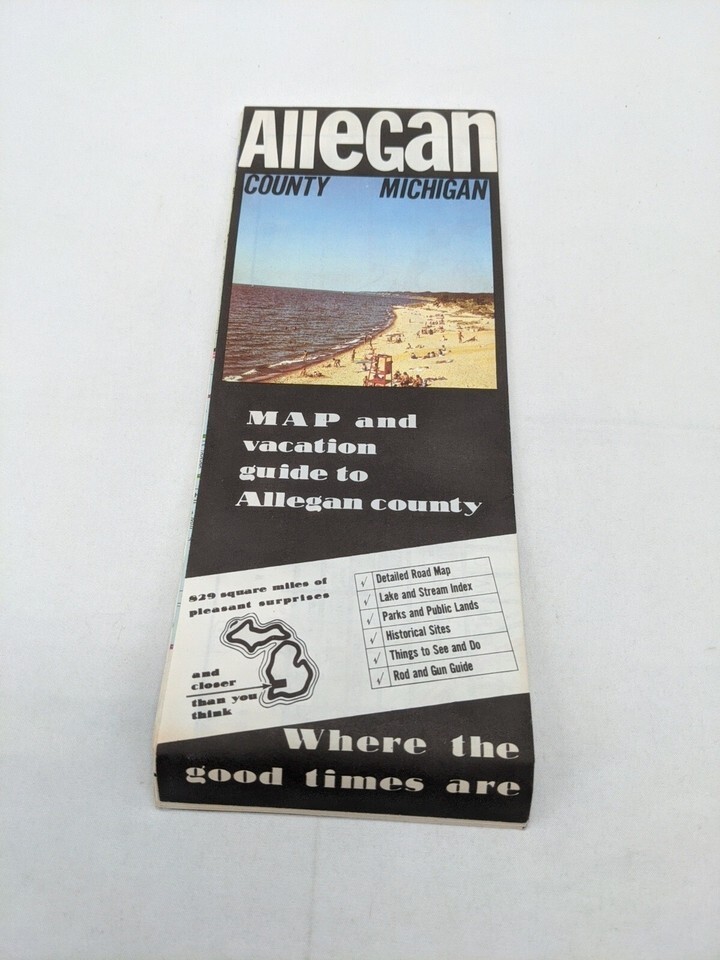 AllEGan
COUNTY MICHIGAN
MAP and
vacation
guide to
Allegan county
829 square miles of
pleasant surprises
and
closer
than you
think
✓ Detailed Road Map
✓ Lake and Stream Index
✓ Parks and Public Lands
✓ Historical Sites
✓ Things to See and Do
✓ Rod and Gun Guide
Where the
good times are